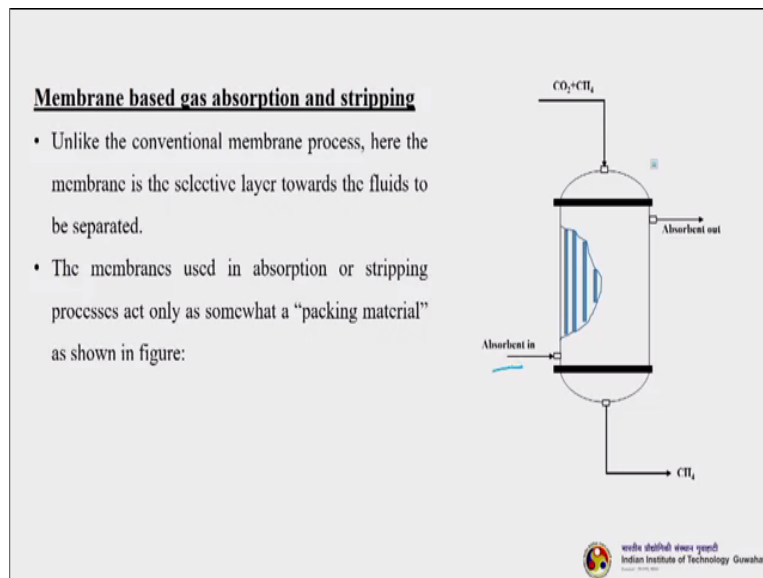 Membrane based gas absorption and stripping
• Unlike the conventional membrane process, here the
membrane is the selective layer towards the fluids to
be separated.
• The membranes used in absorption or stripping
processes act only as somewhat a “packing material”
as shown in figure:
CO₂+CH₄
Absorbent out
Absorbent in
CH₄
भारतीय प्रौद्योगिकी संस्थान गुवाहाटी
Indian Institute of Technology Guwaha